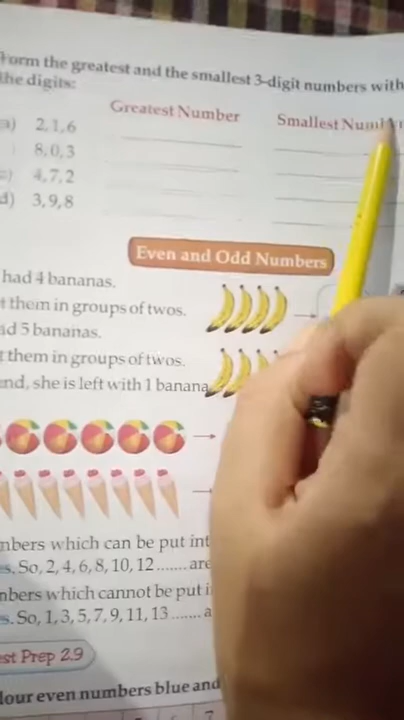 Form the greatest and the smallest 3-digit numbers with
the digits:
Greatest Number Smallest Number
a) 2,1,6
8,0,3
c) 4,7,2
d) 3,9,8
Even and Odd Numbers
had 4 bananas.
t them in groups of twos.
ad 5 bananas.
t them in groups of twos.
nd, she is left with 1 banana
nbers which can be put int
s. So, 2, 4, 6, 8, 10, 12 ....... are
nbers which cannot be put i
s. So, 1, 3, 5, 7, 9, 11, 13 ....... a
est Prep 2.9
lour even numbers blue and